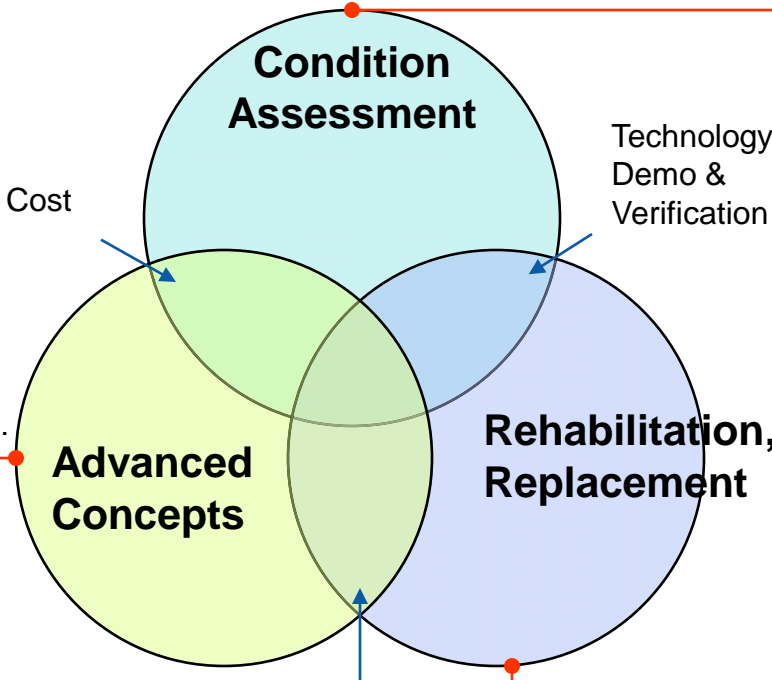 Condition
Assessment
Technology
Demo &
Verification
Cost
.
Advanced
Concepts
Rehabilitation,
Replacement